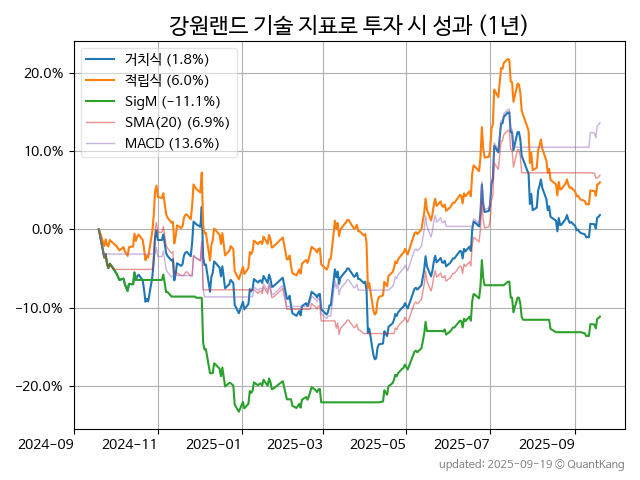 강원랜드 기술 지표로 투자 시 성과 (1년)
거치식 (1.8%)
적립식 (6.0%)
SigM (−11.1%)
SMA(20) (6.9%)
MACD (13.6%)
20.0%
10.0%
0.0%
−10.0%
−20.0%
2024-09 2024-11 2025-01 2025-03 2025-05 2025-07 2025-09
updated: 2025-09-19 © QuantKang